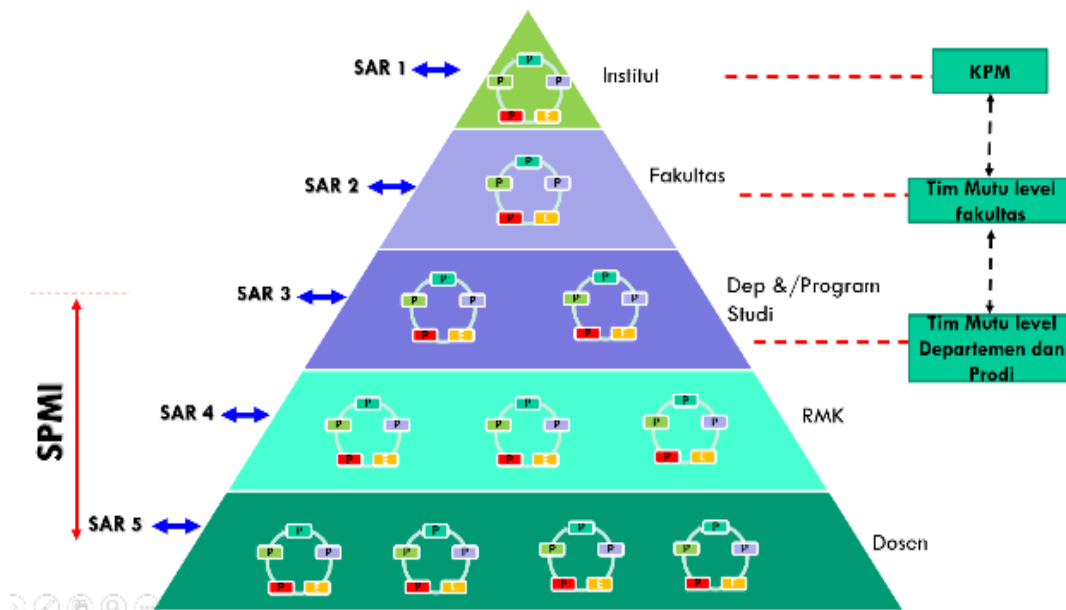 SAR 1
P
P
P
P
E
Institut
KPM
SAR 2
P
P
P
P
Fakultas
Tim Mutu level
fakultas
SAR 3
P
P
P
P
E
P
P
P
P
Dep &/Program
Studi
Tim Mutu level
Departemen dan
Prodi
SPMI
SAR 4
P
P
P
P
E
P
P
P
P
E
P
P
P
P
RMK
SAR 5
P
P
P
P
E
P
P
P
P
P
P
P
P
E
P
P
P
P
Dosen